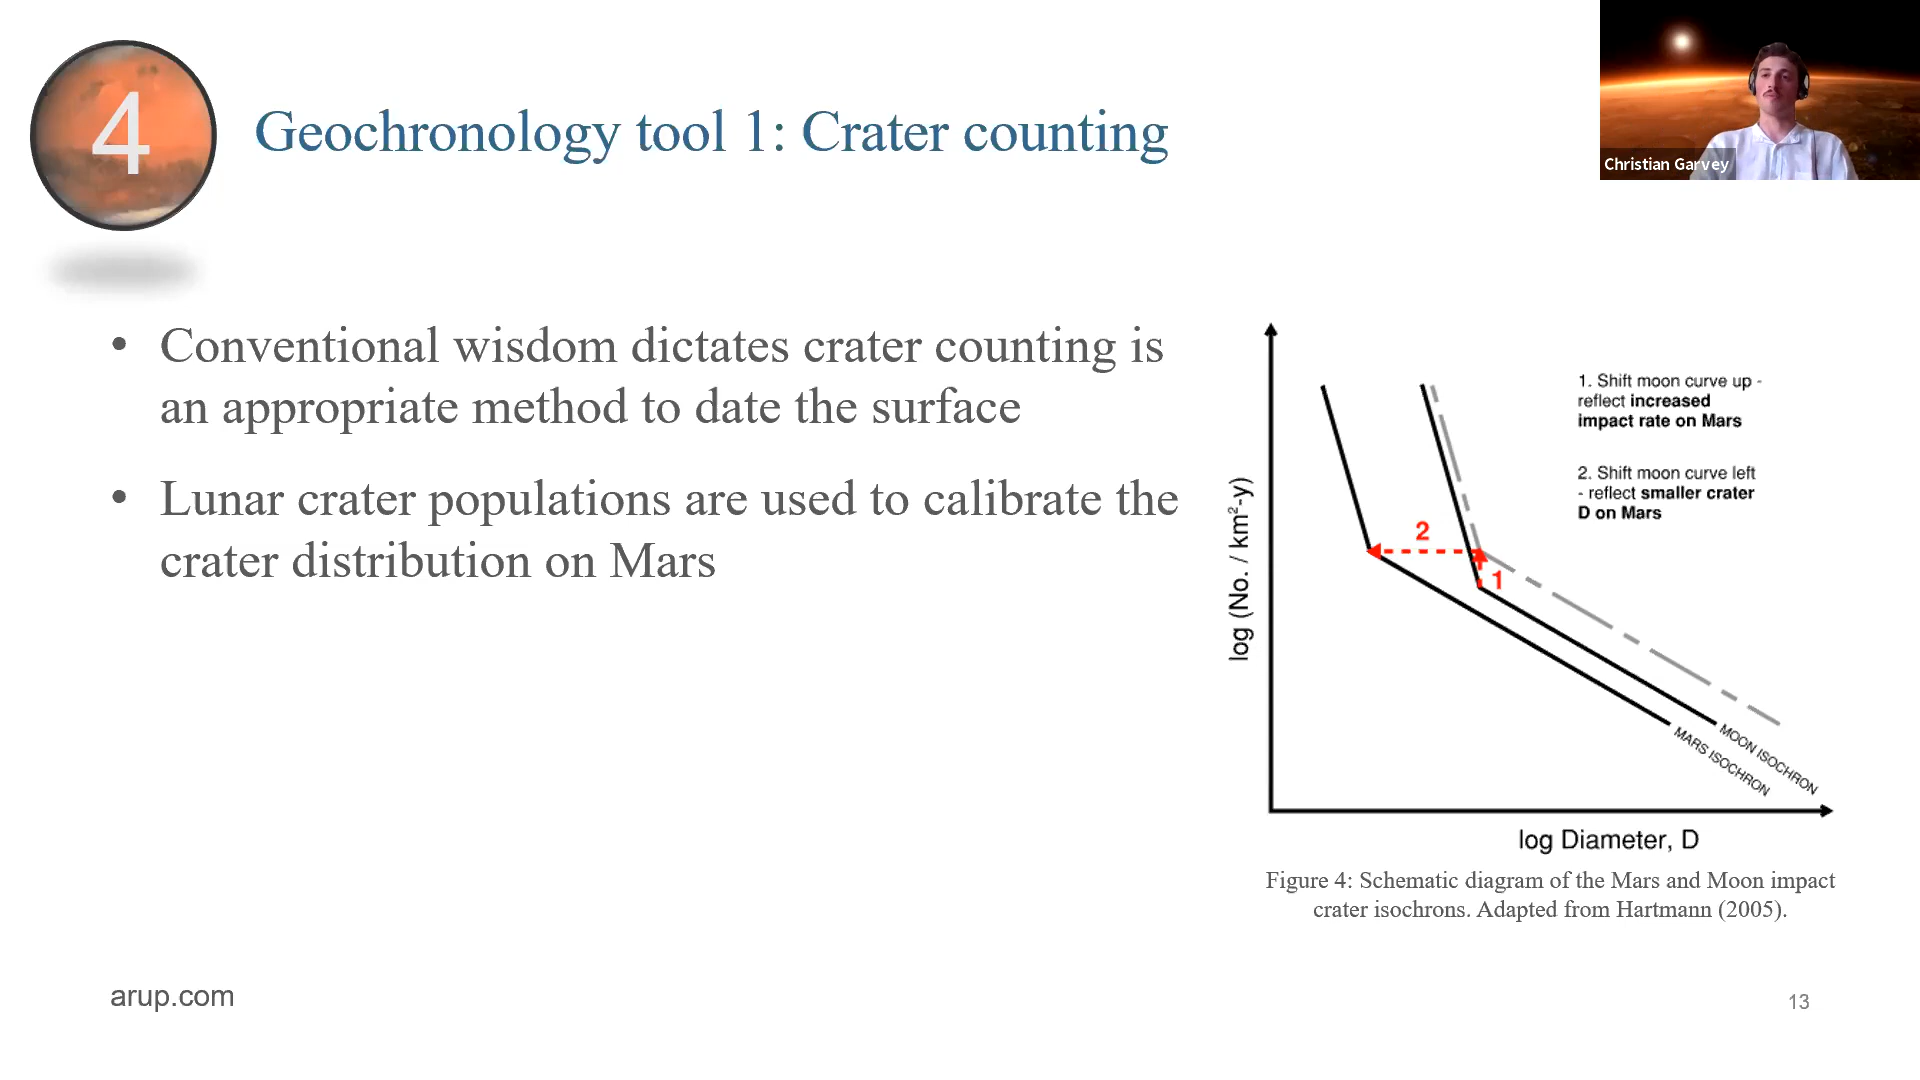 4
Geochronology tool 1: Crater counting
Christian Garvey
• Conventional wisdom dictates crater counting is
an appropriate method to date the surface
• Lunar crater populations are used to calibrate the
crater distribution on Mars
log (No. / km²-y)
1. Shift moon curve up -
reflect increased
impact rate on Mars
2. Shift moon curve left
- reflect smaller crater
D on Mars
2
1
MOON ISOCHRON
MARS ISOCHRON
log Diameter, D
Figure 4: Schematic diagram of the Mars and Moon impact
crater isochrons. Adapted from Hartmann (2005).
arup.com
13